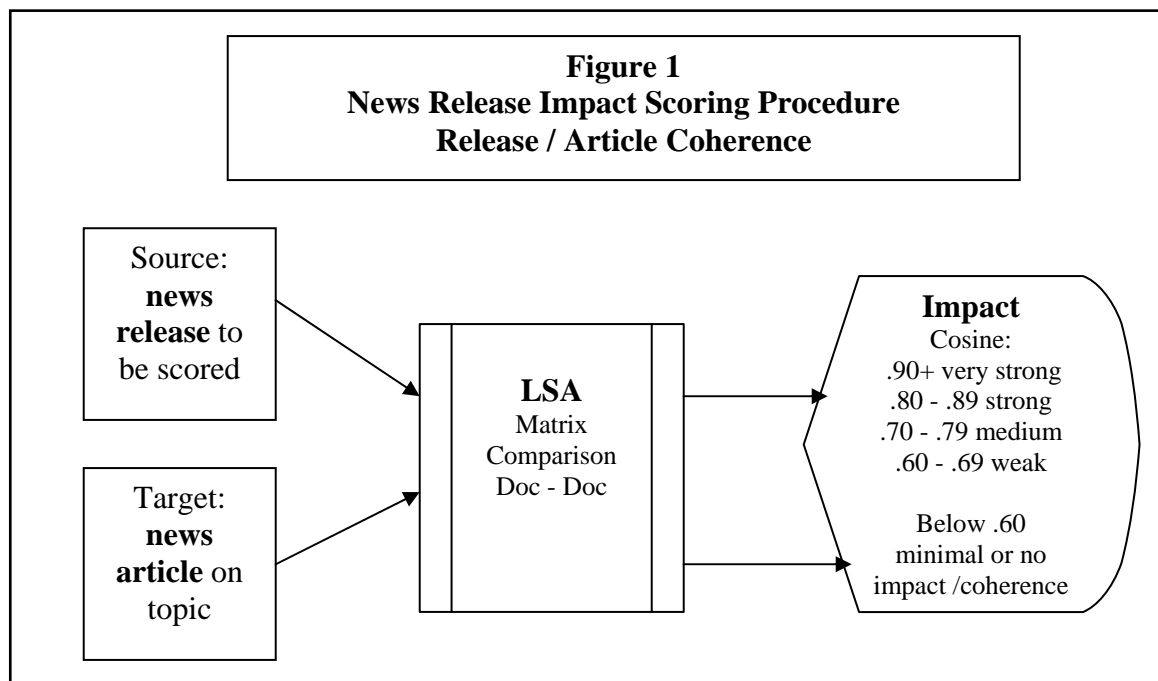 Figure 1
News Release Impact Scoring Procedure
Release / Article Coherence
Source:
news
release to
be scored
Target:
news
article on
topic
LSA
Matrix
Comparison
Doc - Doc
Impact
Cosine:
.90+ very strong
.80 - .89 strong
.70 - .79 medium
.60 - .69 weak
Below .60
minimal or no
impact /coherence